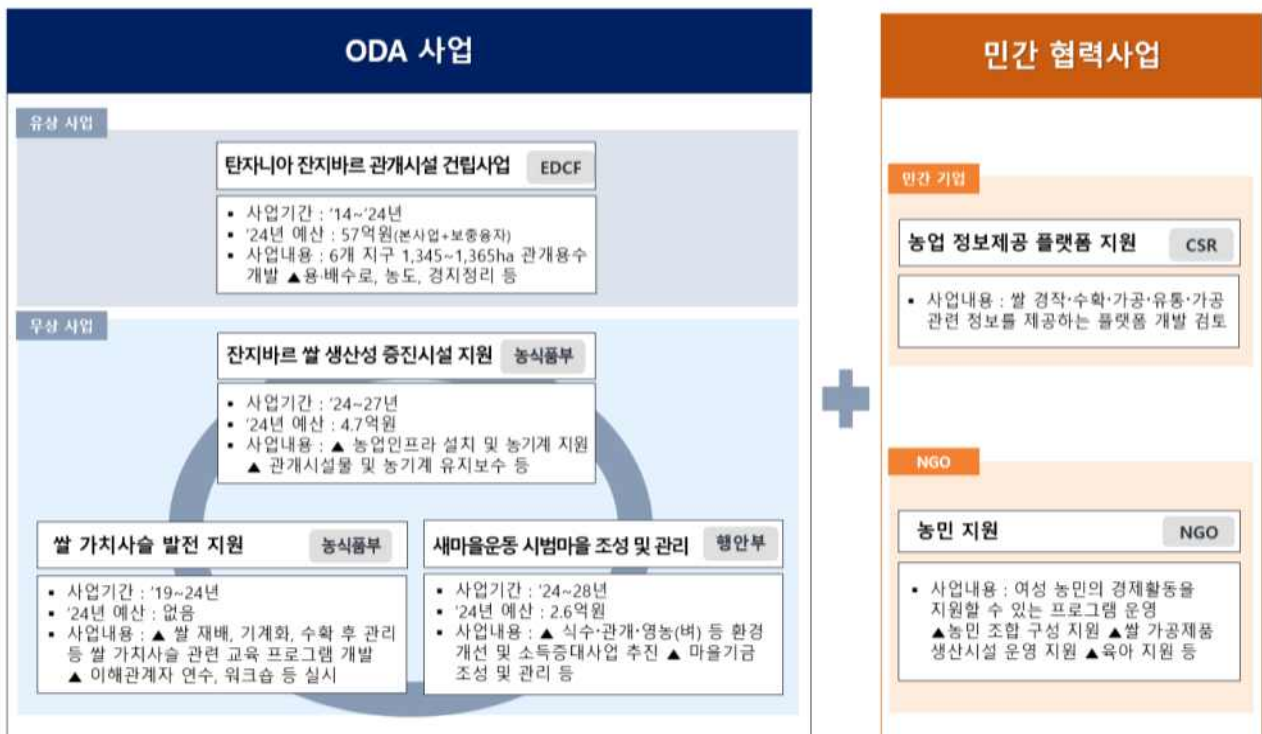 ODA 사업
유상 사업
탄자니아 잔지바르 관개시설 건립사업 EDCF
▪ 사업기간 : '14~'24년
▪ '24년 예산 : 57억원(본사업+보충융자)
▪ 사업내용 : 6개 지구 1,345~1,365ha 관개용수
개발 ▲용·배수로, 농도, 경지정리 등
무상 사업
잔지바르 쌀 생산성 증진시설 지원 농식품부
▪ 사업기간 : '24~27년
▪ '24년 예산 : 4.7억원
▪ 사업내용 : ▲ 농업인프라 설치 및 농기계 지원
▲ 관개시설물 및 농기계 유지보수 등
쌀 가치사슬 발전 지원 농식품부
▪ 사업기간 : '19~24년
▪ '24년 예산 : 없음
▪ 사업내용 : ▲ 쌀 재배, 기계화, 수확 후 관리
등 쌀 가치사슬 관련 교육 프로그램 개발
▲ 이해관계자 연수, 워크숍 등 실시
새마을운동 시범마을 조성 및 관리 행안부
▪ 사업기간 : '24~28년
▪ '24년 예산 : 2.6억원
▪ 사업내용 : ▲ 식수·관개·영농(벼) 등 환경
개선 및 소득증대사업 추진 ▲ 마을기금
조성 및 관리 등
민간 협력사업
민간 기업
농업 정보제공 플랫폼 지원 CSR
▪ 사업내용 : 쌀 경작·수확·가공·유통·가공
관련 정보를 제공하는 플랫폼 개발 검토
NGO
농민 지원 NGO
▪ 사업내용 : 여성 농민의 경제활동을
지원할 수 있는 프로그램 운영
▲농민 조합 구성 지원 ▲쌀 가공제품
생산시설 운영 지원 ▲육아 지원 등